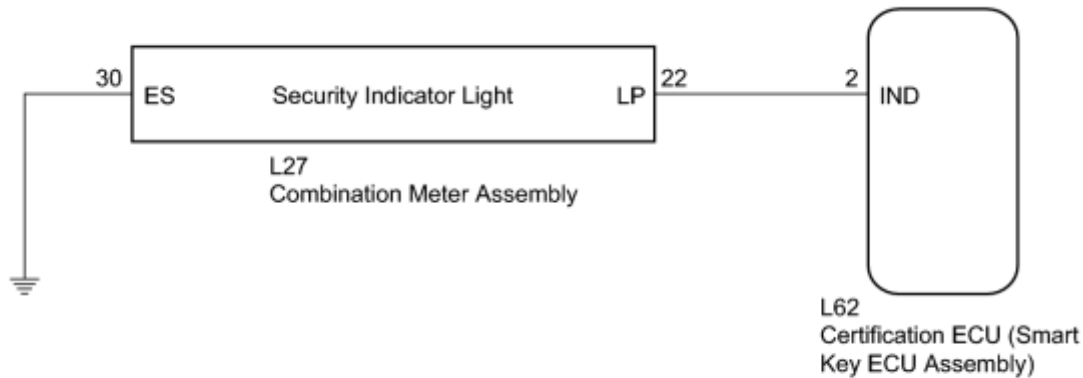 30
ES
Security Indicator Light
LP
22
2
IND
L27
Combination Meter Assembly
L62
Certification ECU (Smart
Key ECU Assembly)